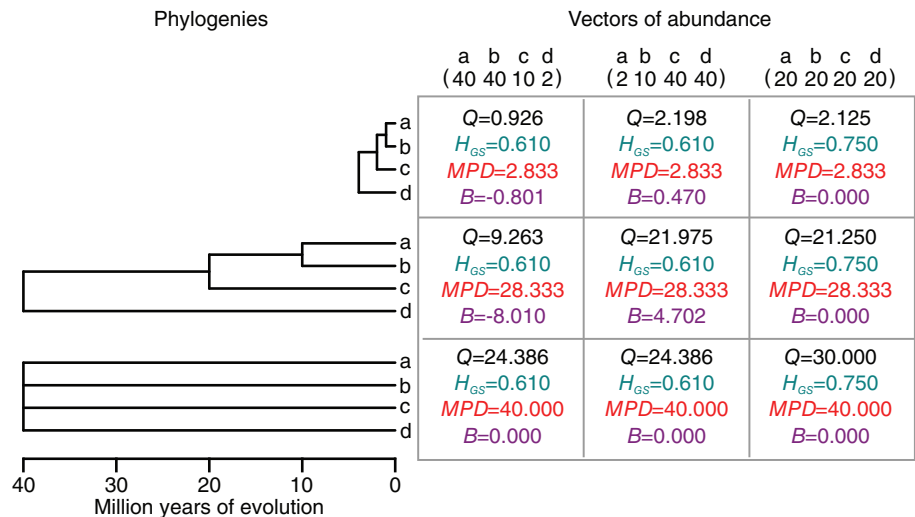 Phylogenies
Vectors of abundance
a b c d
(40 40 10 2)
a b c d
(2 10 40 40)
a b c d
(20 20 20 20)
a
b
c
d
Q=0.926
H_GS=0.610
MPD=2.833
B=-0.801
Q=2.198
H_GS=0.610
MPD=2.833
B=0.470
Q=2.125
H_GS=0.750
MPD=2.833
B=0.000
a
b
c
d
Q=9.263
H_GS=0.610
MPD=28.333
B=-8.010
Q=21.975
H_GS=0.610
MPD=28.333
B=4.702
Q=21.250
H_GS=0.750
MPD=28.333
B=0.000
a
b
c
d
Q=24.386
H_GS=0.610
MPD=40.000
B=0.000
Q=24.386
H_GS=0.610
MPD=40.000
B=0.000
Q=30.000
H_GS=0.750
MPD=40.000
B=0.000
40 30 20 10 0
Million years of evolution